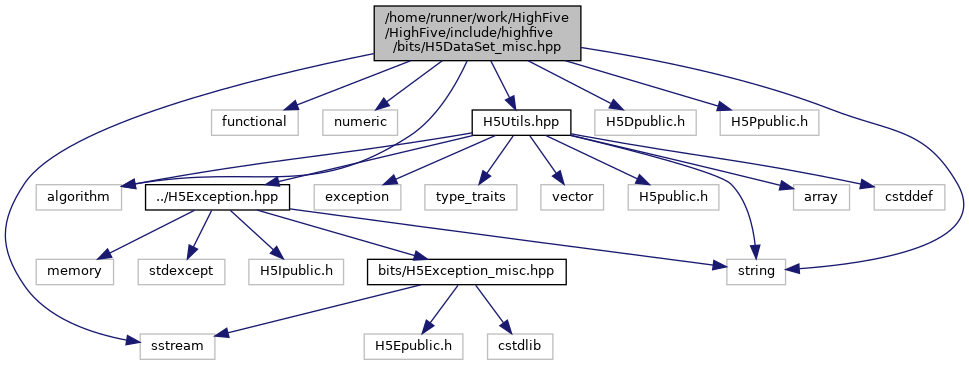 /home/runner/work/HighFive
/HighFive/include/highfive
/bits/H5DataSet_misc.hpp
functional
numeric
H5Utils.hpp
H5Dpublic.h
H5Ppublic.h
algorithm
../H5Exception.hpp
exception
type_traits
vector
H5public.h
array
cstddef
memory
stdexcept
H5Ipublic.h
bits/H5Exception_misc.hpp
string
sstream
H5Epublic.h
cstdlib